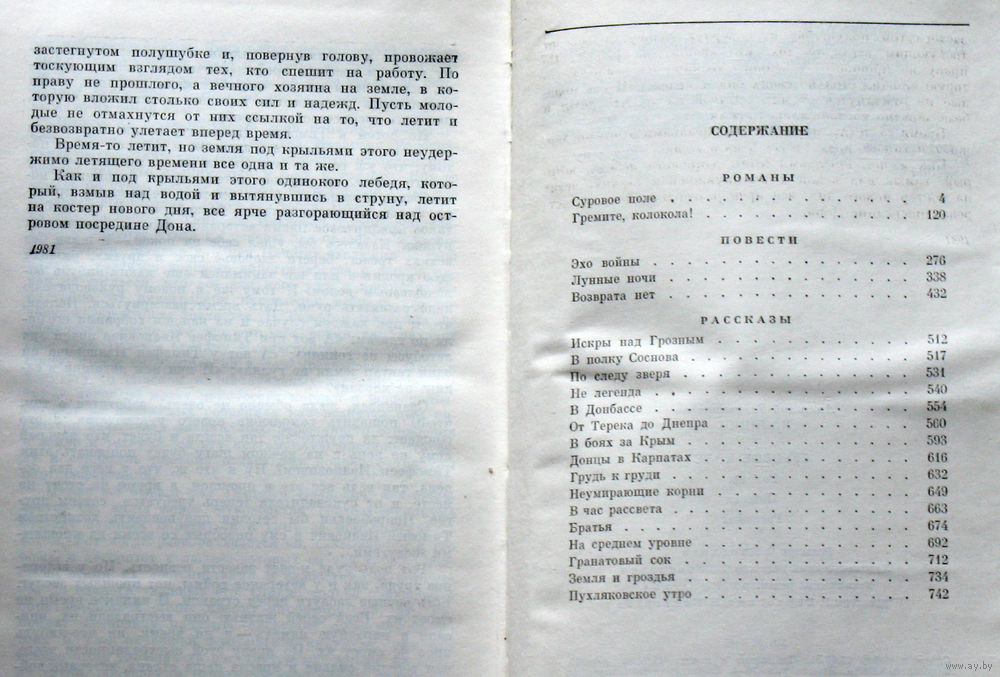 застегнутом полушубке и, повернув голову, провожает
тоскующим взглядом тех, кто спешит на работу. По
праву не прошлого, а вечного хозяина на земле, в ко-
торую вложил столько своих сил и надежд. Пусть моло-
дые не отмахнутся от них ссылкой на то, что летит и
безвозвратно улетает вперед время.
Время-то летит, но земля под крыльями этого неудер-
жимо летящего времени все одна и та же.
Как и под крыльями этого одинокого лебедя, кото-
рый, взмыв над водой и вытянувшись в струну, летит
на костер нового дня, все ярче разгорающийся над ост-
ровом посредине Дона.
1981
СОДЕРЖАНИЕ
РОМАНЫ
Суровое поле . . . . . . . . . . . . . 4
Гремите, колокола! . . . . . . . . . . . 120
ПОВЕСТИ
Эхо войны . . . . . . . . . . . . . . 276
Лунные ночи . . . . . . . . . . . . . 338
Возврата нет . . . . . . . . . . . . . 432
РАССКАЗЫ
Искры над Грозным . . . . . . . . . . . 512
В полку Соснова . . . . . . . . . . . . 517
По следу зверя . . . . . . . . . . . . 531
Не легенда . . . . . . . . . . . . . 540
В Донбассе . . . . . . . . . . . . . 554
От Терека до Днепра . . . . . . . . . . 560
В боях за Крым . . . . . . . . . . . . 593
Донцы в Карпатах . . . . . . . . . . . 616
Грудь к груди . . . . . . . . . . . . 632
Неумирающие корни . . . . . . . . . . . 649
В час рассвета . . . . . . . . . . . . 663
Братья . . . . . . . . . . . . . . . 674
На среднем уровне . . . . . . . . . . . 692
Гранатовый сок . . . . . . . . . . . . 712
Земля и гроздья . . . . . . . . . . . . 734
Пухляковское утро . . . . . . . . . . . 742
www.ay.by